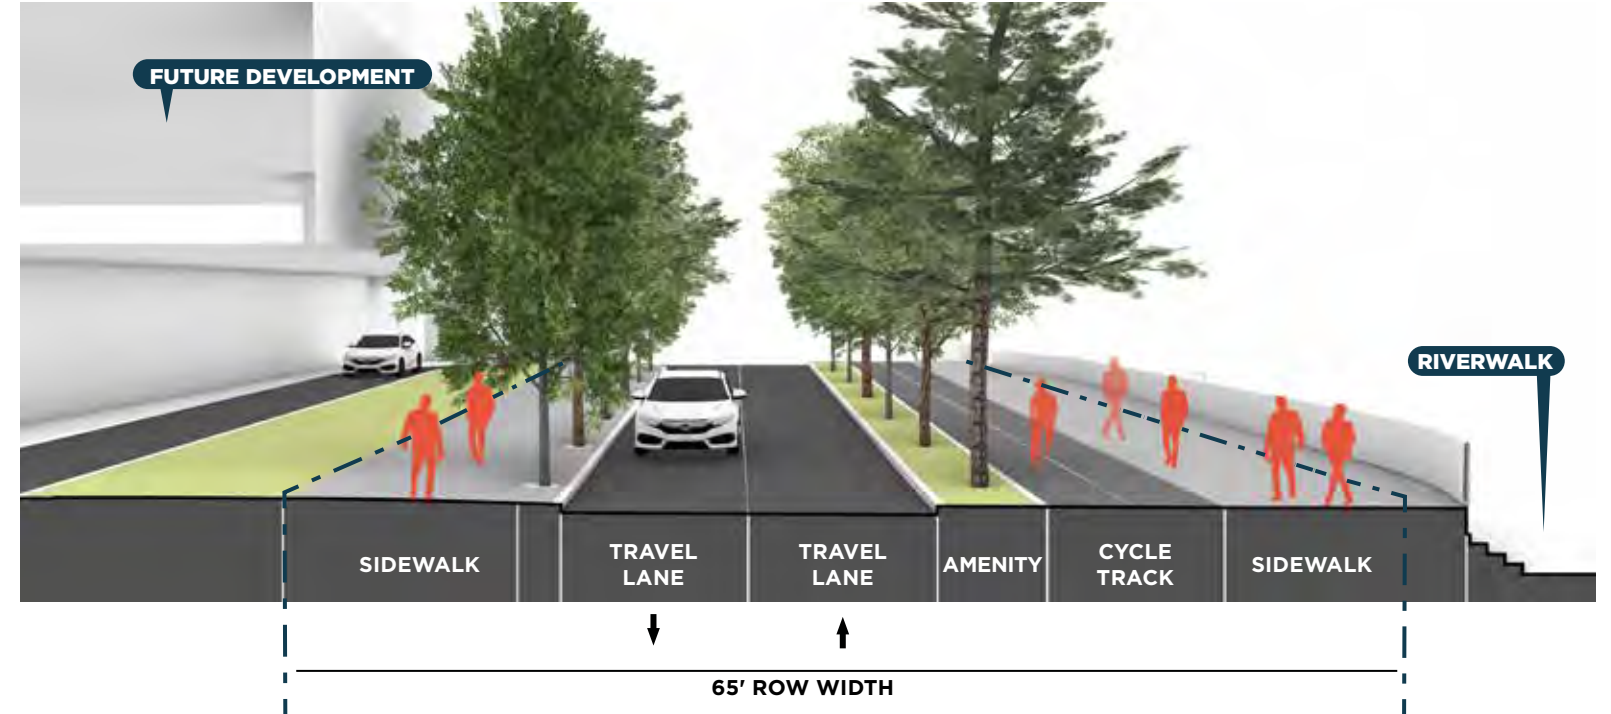 FUTURE DEVELOPMENT
RIVERWALK
SIDEWALK
TRAVEL
LANE
TRAVEL
LANE
AMENITY
CYCLE
TRACK
SIDEWALK
65' ROW WIDTH